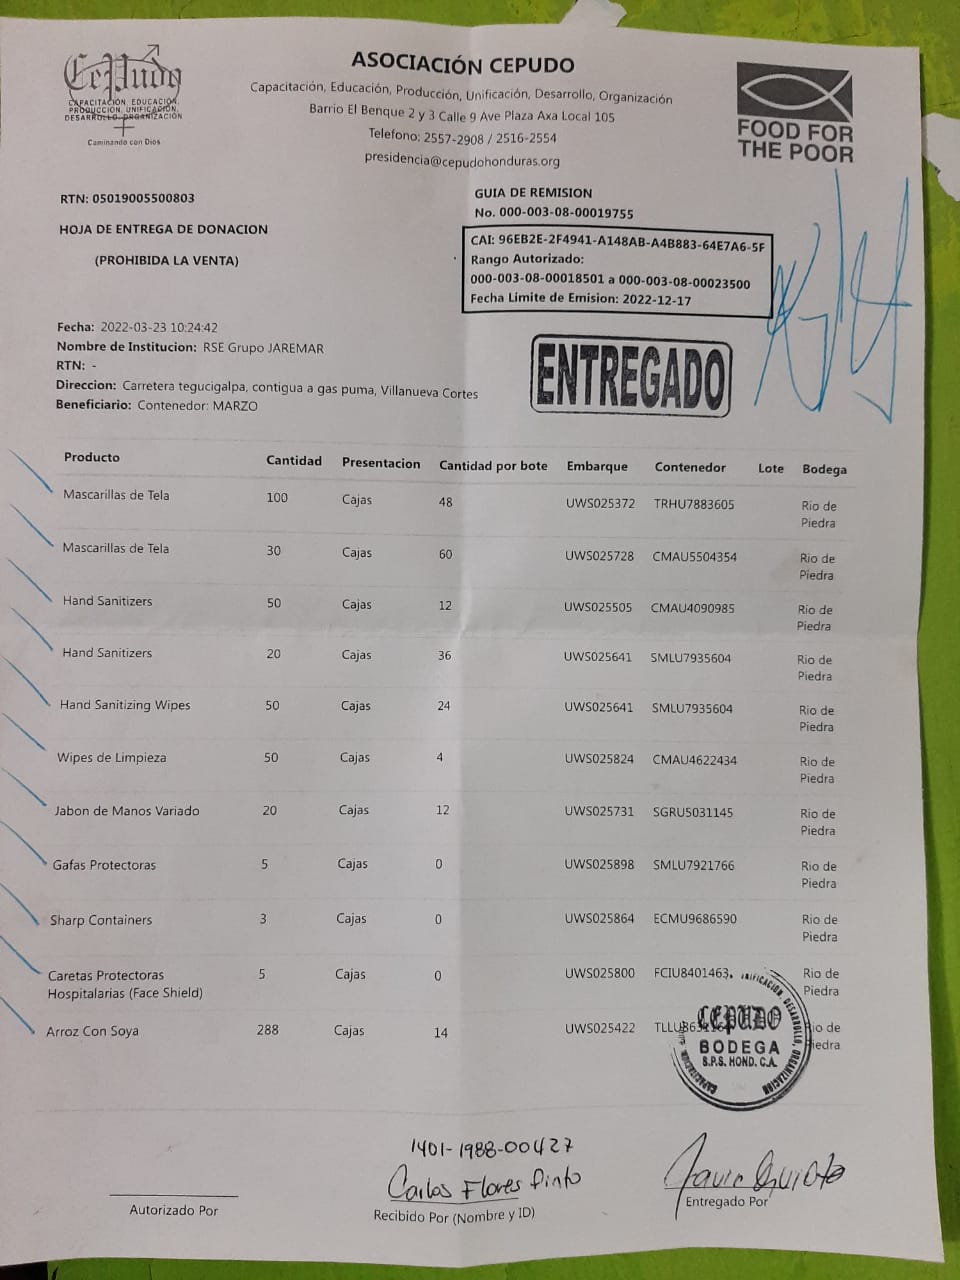 CePudo
CAPACITACIÓN, EDUCACIÓN,
PRODUCCIÓN, UNIFICACIÓN,
DESARROLLO, ORGANIZACIÓN
Caminando con Dios
ASOCIACIÓN CEPUDO
Capacitación, Educación, Producción, Unificación, Desarrollo, Organización
Barrio El Benque 2 y 3 Calle 9 Ave Plaza Axa Local 105
Telefono: 2557-2908 / 2516-2554
presidencia@cepudohonduras.org
FOOD FOR
THE POOR
RTN: 05019005500803
HOJA DE ENTREGA DE DONACION
(PROHIBIDA LA VENTA)
GUIA DE REMISION
No. 000-003-08-00019755
CAI: 96EB2E-2F4941-A148AB-A4B883-64E7A6-5F
Rango Autorizado:
000-003-08-00018501 a 000-003-08-00023500
Fecha Limite de Emision: 2022-12-17
Fecha: 2022-03-23 10:24:42
Nombre de Institucion: RSE Grupo JAREMAR
RTN: -
Direccion: Carretera tegucigalpa, contigua a gas puma, Villanueva Cortes
Beneficiario: Contenedor: MARZO
ENTREGADO
Producto Cantidad Presentacion Cantidad por bote Embarque Contenedor Lote Bodega
Mascarillas de Tela 100 Cajas 48 UWS025372 TRHU7883605 Rio de
Piedra
Mascarillas de Tela 30 Cajas 60 UWS025728 CMAU5504354 Rio de
Piedra
Hand Sanitizers 50 Cajas 12 UWS025505 CMAU4090985 Rio de
Piedra
Hand Sanitizers 20 Cajas 36 UWS025641 SMLU7935604 Rio de
Piedra
Hand Sanitizing Wipes 50 Cajas 24 UWS025641 SMLU7935604 Rio de
Piedra
Wipes de Limpieza 50 Cajas 4 UWS025824 CMAU4622434 Rio de
Piedra
Jabon de Manos Variado 20 Cajas 12 UWS025731 SGRU5031145 Rio de
Piedra
Gafas Protectoras 5 Cajas 0 UWS025898 SMLU7921766 Rio de
Piedra
Sharp Containers 3 Cajas 0 UWS025864 ECMU9686590 Rio de
Piedra
Caretas Protectoras 5 Cajas 0 UWS025800 FCIU8401463 Rio de
Hospitalarias (Face Shield) Piedra
Arroz Con Soya 288 Cajas 14 UWS025422 Rio de
Piedra
CEPUDO
BODEGA
S.P.S. HOND. C.A.
1401-1988-00427
Carlos Flores Pinto
Autorizado Por
Recibido Por (Nombre y ID)
Entregado Por